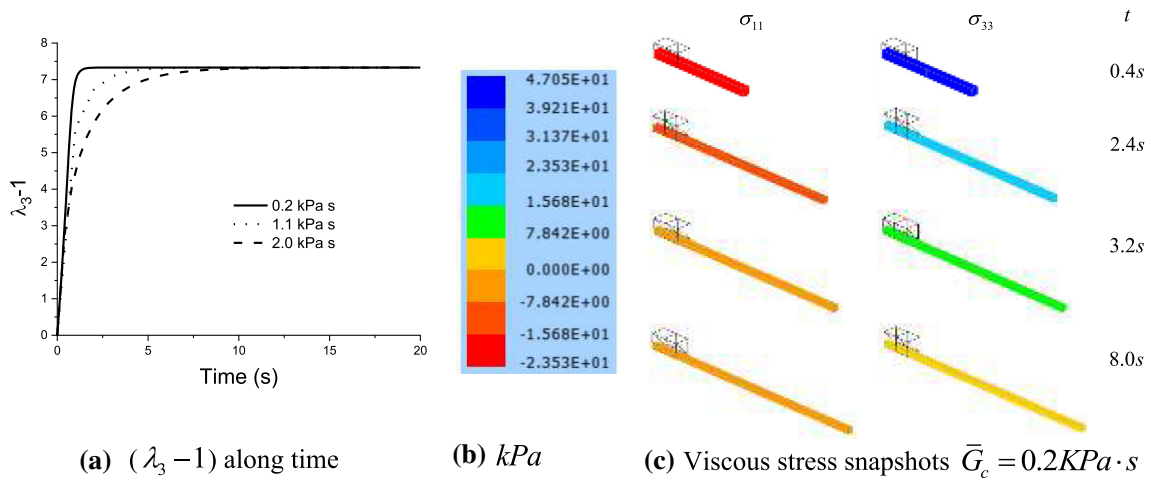 8
7
6
5
4
3
2
1
0
λ₃-1
0.2 kPa s
1.1 kPa s
2.0 kPa s
0 5 10 15 20
Time (s)
(a) (λ₃ −1) along time
4.705E+01
3.921E+01
3.137E+01
2.353E+01
1.568E+01
7.842E+00
0.000E+00
-7.842E+00
-1.568E+01
-2.353E+01
(b) kPa
σ₁₁ σ₃₃ t
0.4s
2.4s
3.2s
8.0s
(c) Viscous stress snapshots G̅_c = 0.2KPa·s